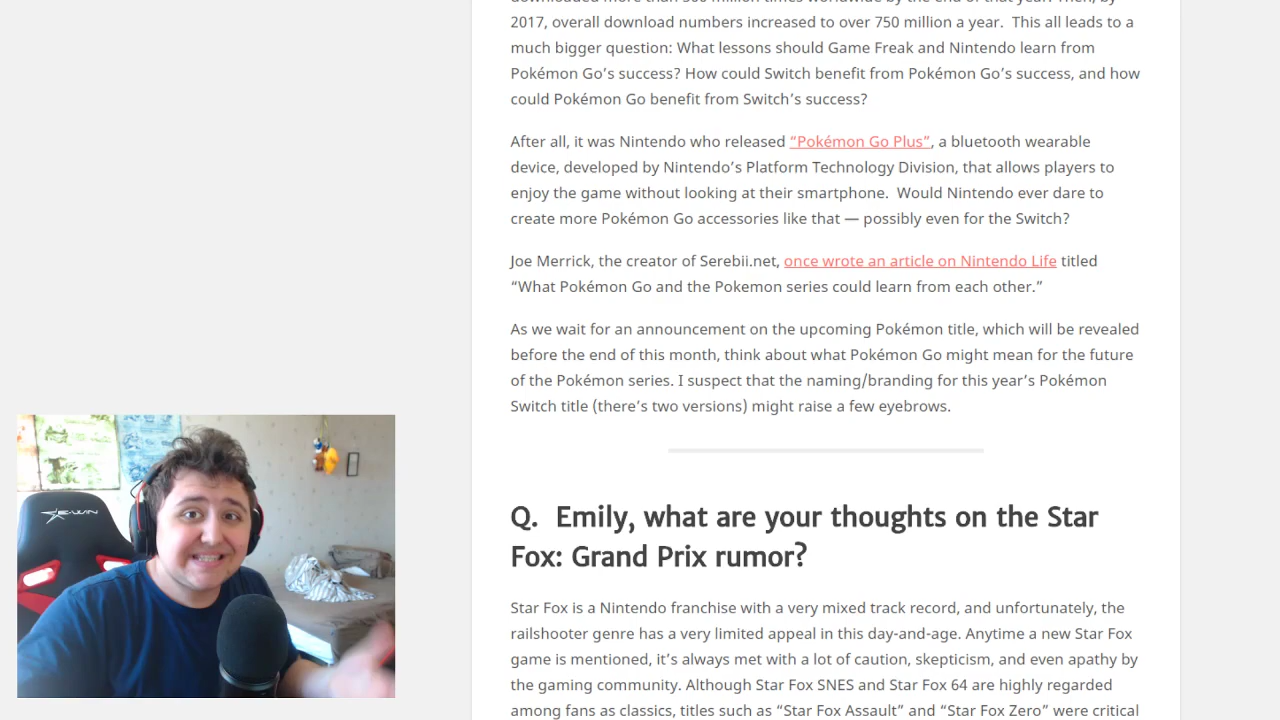 2017, overall download numbers increased to over 750 million a year.  This all leads to a
much bigger question: What lessons should Game Freak and Nintendo learn from
Pokémon Go’s success? How could Switch benefit from Pokémon Go’s success, and how
could Pokémon Go benefit from Switch’s success?
After all, it was Nintendo who released “Pokémon Go Plus”, a bluetooth wearable
device, developed by Nintendo’s Platform Technology Division, that allows players to
enjoy the game without looking at their smartphone.  Would Nintendo ever dare to
create more Pokémon Go accessories like that — possibly even for the Switch?
Joe Merrick, the creator of Serebii.net, once wrote an article on Nintendo Life titled
“What Pokémon Go and the Pokemon series could learn from each other.”
As we wait for an announcement on the upcoming Pokémon title, which will be revealed
before the end of this month, think about what Pokémon Go might mean for the future
of the Pokémon series. I suspect that the naming/branding for this year’s Pokémon
Switch title (there’s two versions) might raise a few eyebrows.
Q.  Emily, what are your thoughts on the Star
Fox: Grand Prix rumor?
Star Fox is a Nintendo franchise with a very mixed track record, and unfortunately, the
railshooter genre has a very limited appeal in this day-and-age. Anytime a new Star Fox
game is mentioned, it’s always met with a lot of caution, skepticism, and even apathy by
the gaming community. Although Star Fox SNES and Star Fox 64 are highly regarded
among fans as classics, titles such as “Star Fox Assault” and “Star Fox Zero” were critical
E-WIN